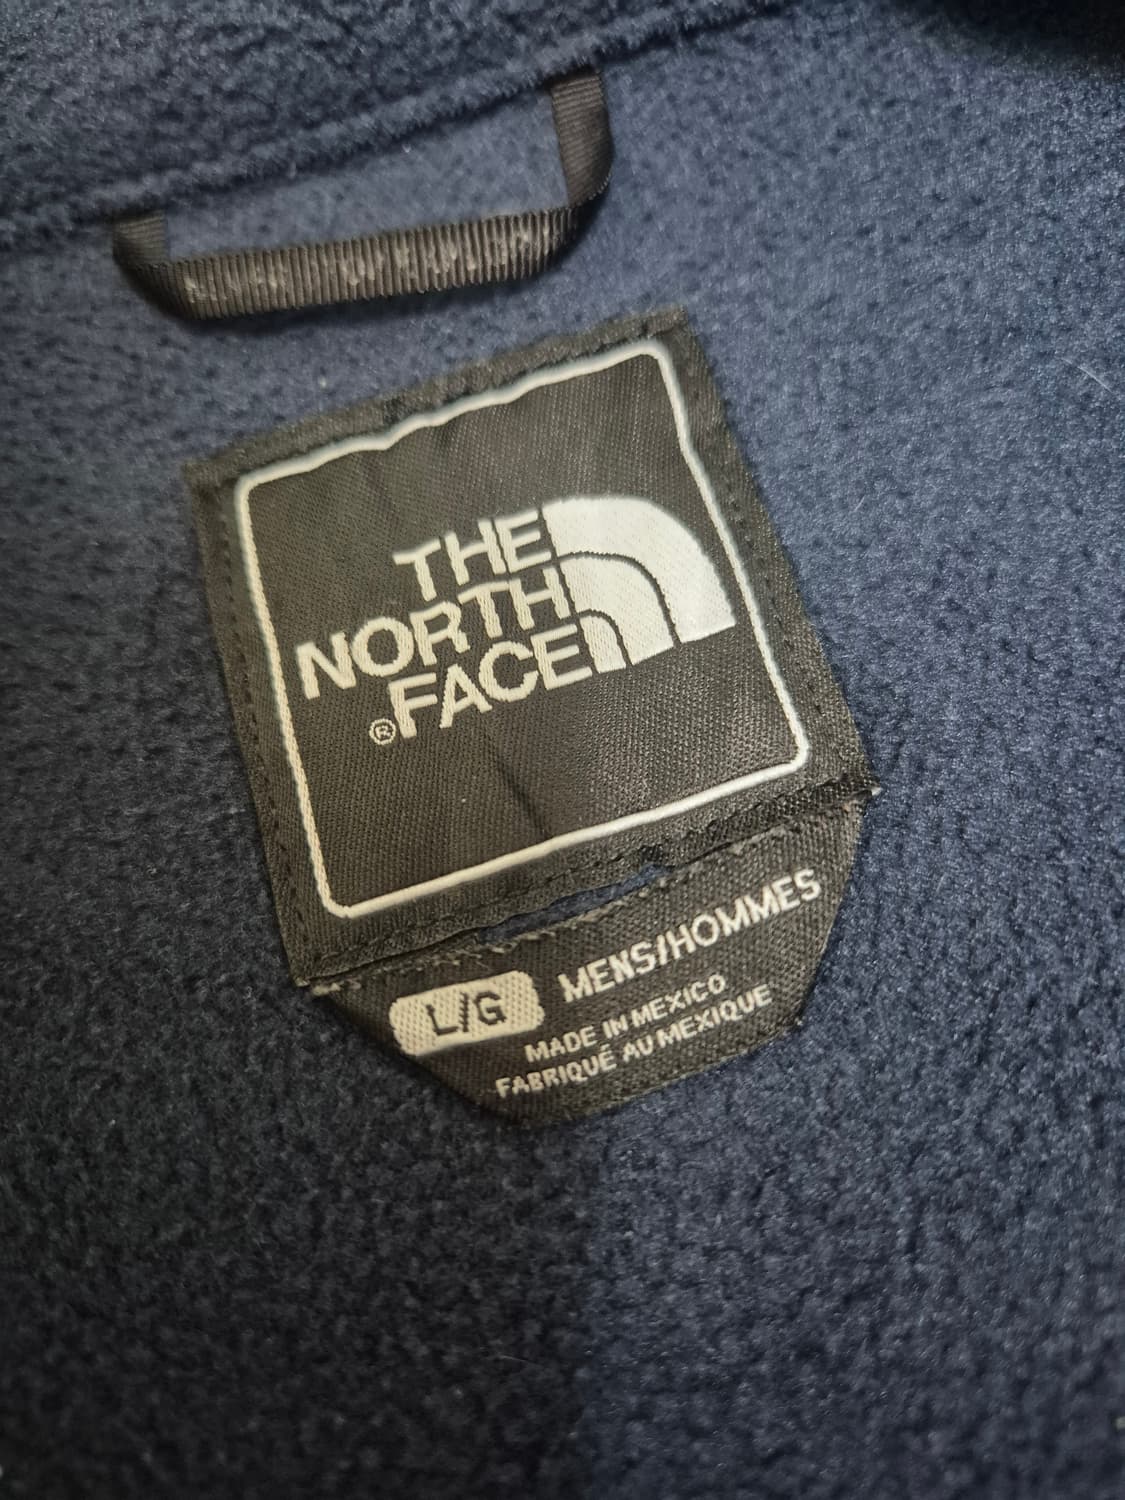 THE
NORTH
®FACE
L/G MENS/HOMMES
MADE IN MEXICO
FABRIQUÉ AU MEXIQUE